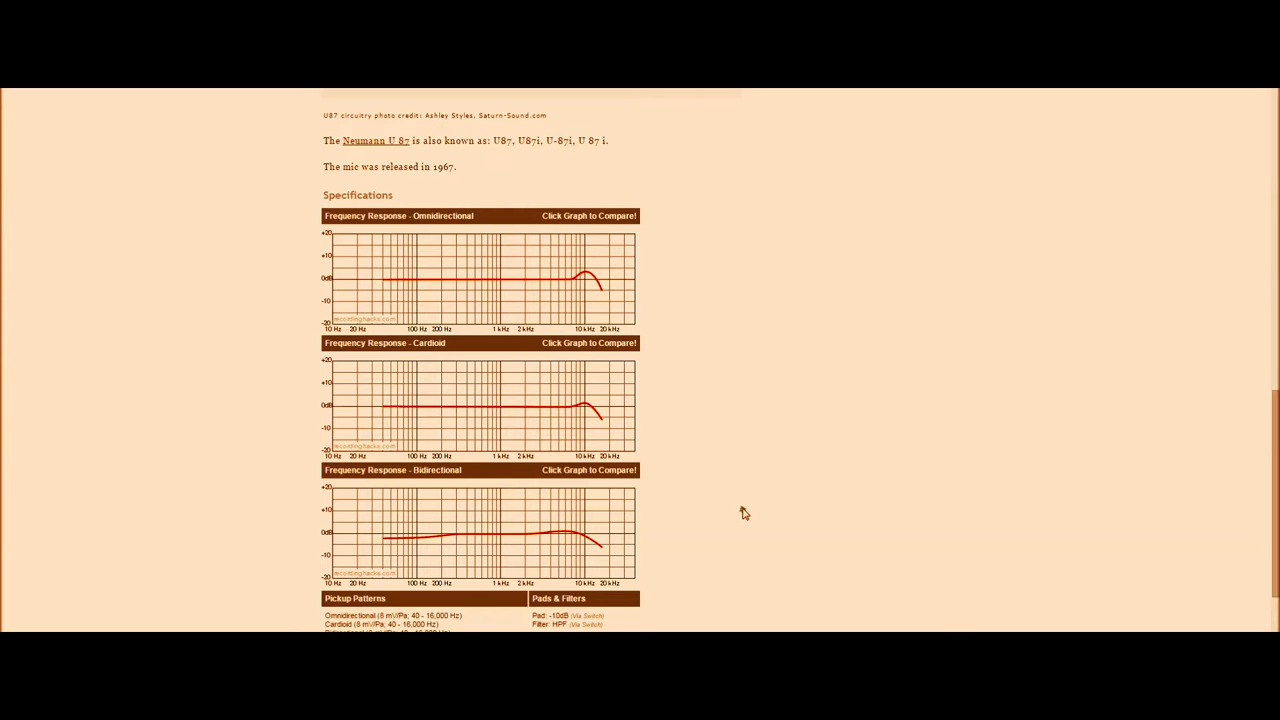 U87 circuitry photo credit: Ashley Styles, Saturn-Sound.com
The Neumann U 87 is also known as: U87, U87i, U-87i, U 87 i.
The mic was released in 1967.
Specifications
Frequency Response - Omnidirectional Click Graph to Compare!
+20
+10
0dB
-10
recordinghacks.com
-20
10 Hz 20 Hz 100 Hz 200 Hz 1 kHz 2 kHz 10 kHz 20 kHz
Frequency Response - Cardioid Click Graph to Compare!
+20
+10
0dB
-10
recordinghacks.com
-20
10 Hz 20 Hz 100 Hz 200 Hz 1 kHz 2 kHz 10 kHz 20 kHz
Frequency Response - Bidirectional Click Graph to Compare!
+20
+10
0dB
-10
recordinghacks.com
-20
10 Hz 20 Hz 100 Hz 200 Hz 1 kHz 2 kHz 10 kHz 20 kHz
Pickup Patterns Pads & Filters
Omnidirectional (8 mV/Pa; 40 - 16,000 Hz) Pad: -10dB (Via Switch)
Cardioid (8 mV/Pa; 40 - 16,000 Hz) Filter: HPF (Via Switch)